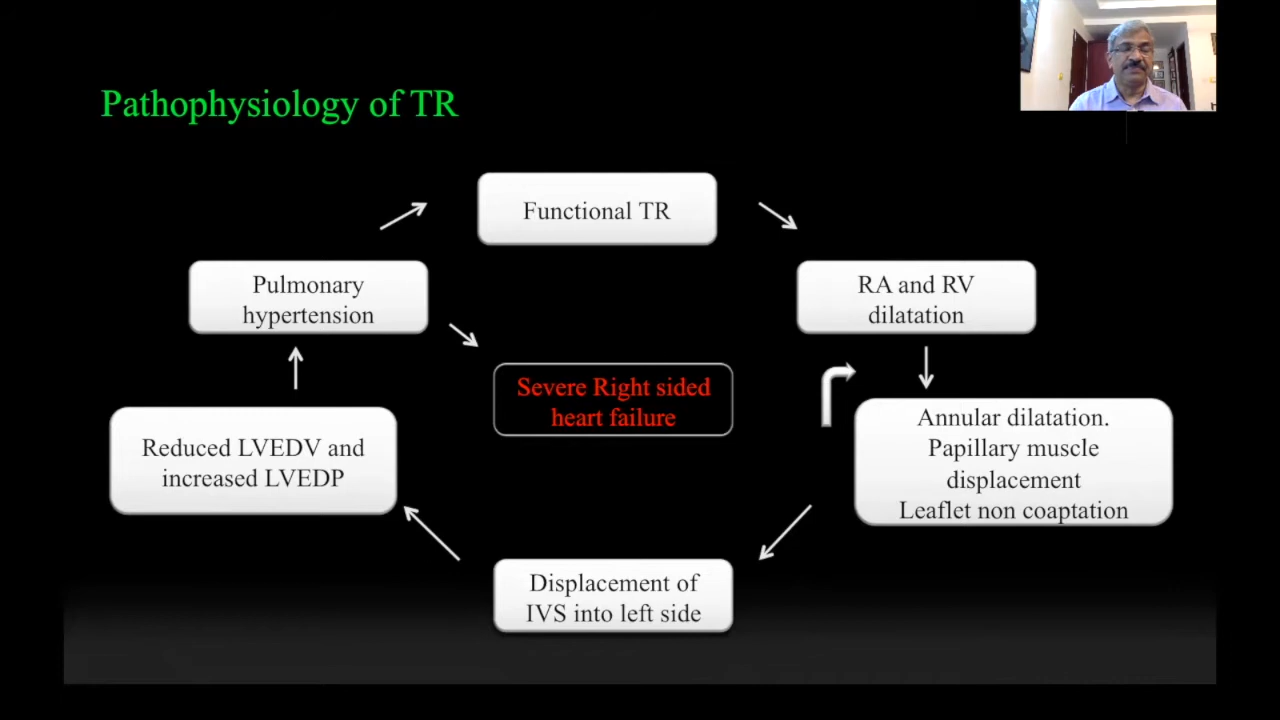 Pathophysiology of TR
Functional TR
Pulmonary
hypertension
RA and RV
dilatation
Severe Right sided
heart failure
Annular dilatation.
Papillary muscle
displacement
Leaflet non coaptation
Reduced LVEDV and
increased LVEDP
Displacement of
IVS into left side